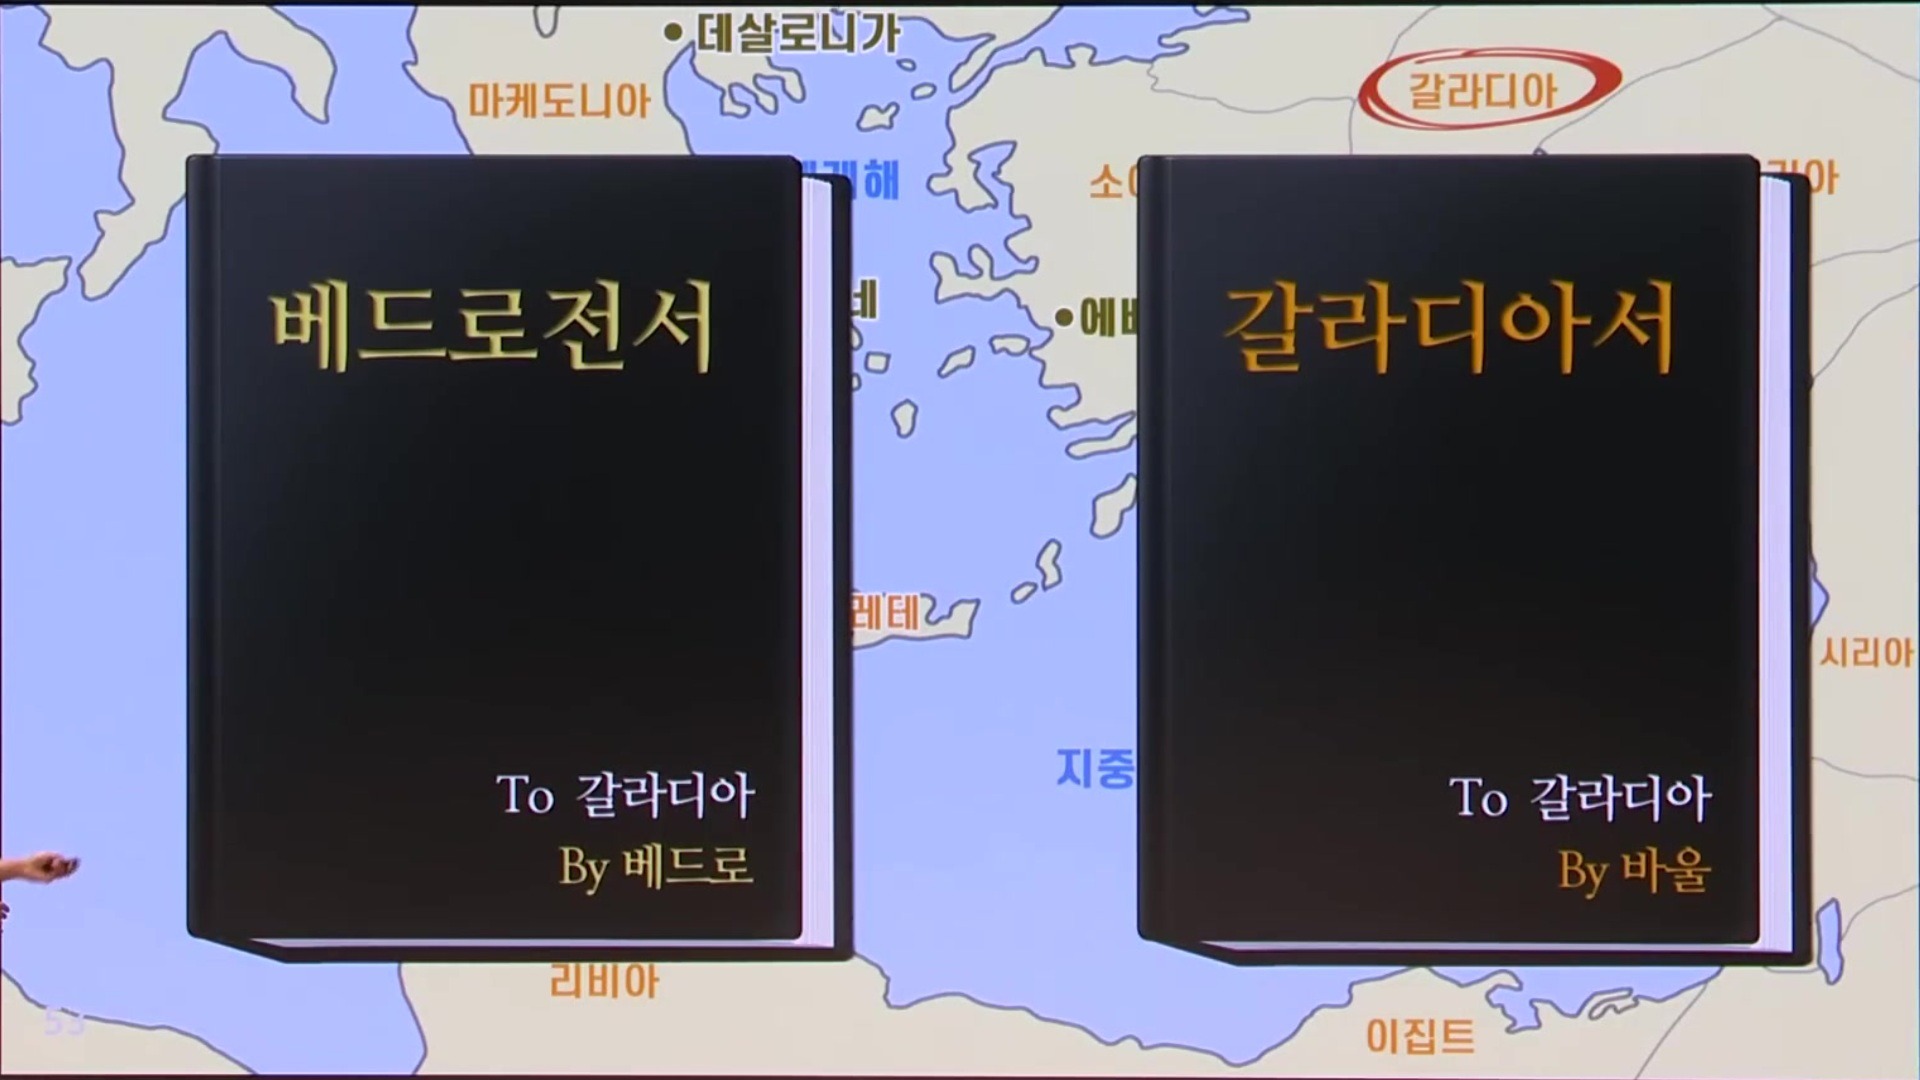 데살로니가
마케도니아
갈라디아
베드로전서
갈라디아서
To 갈라디아
By 베드로
To 갈라디아
By 바울
시리아
리비아
이집트
53